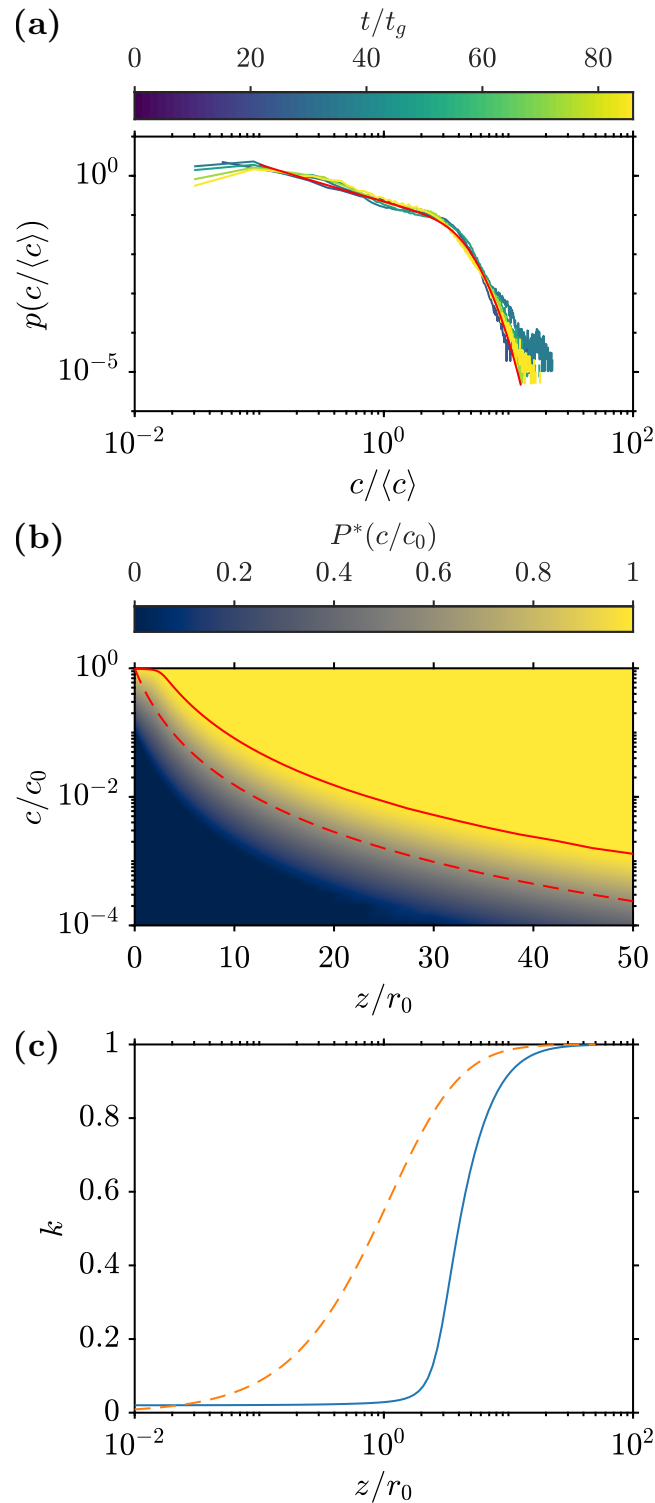 (a)
t/t_g
0 20 40 60 80
10^0
10^{-5}
p(c/⟨c⟩)
10^{-2} 10^0 10^2
c/⟨c⟩
(b)
P*(c/c_0)
0 0.2 0.4 0.6 0.8 1
10^0
10^{-2}
10^{-4}
c/c_0
0 10 20 30 40 50
z/r_0
(c)
1
0.8
0.6
0.4
0.2
0
k
10^{-2} 10^0 10^2
z/r_0